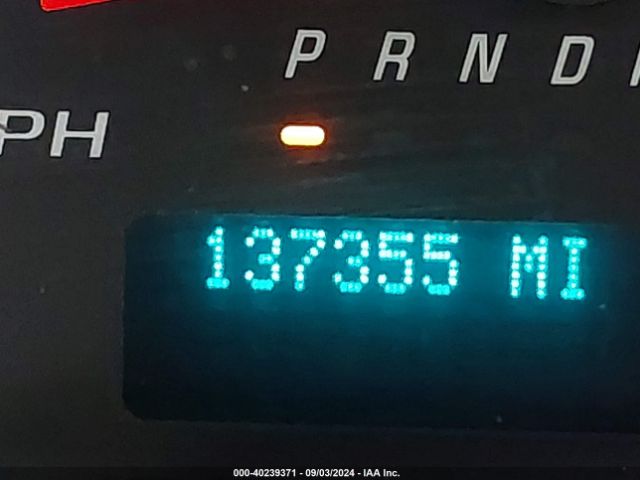 P R N D
PH
137355 MI
000-40239371 - 09/03/2024 - IAA Inc.